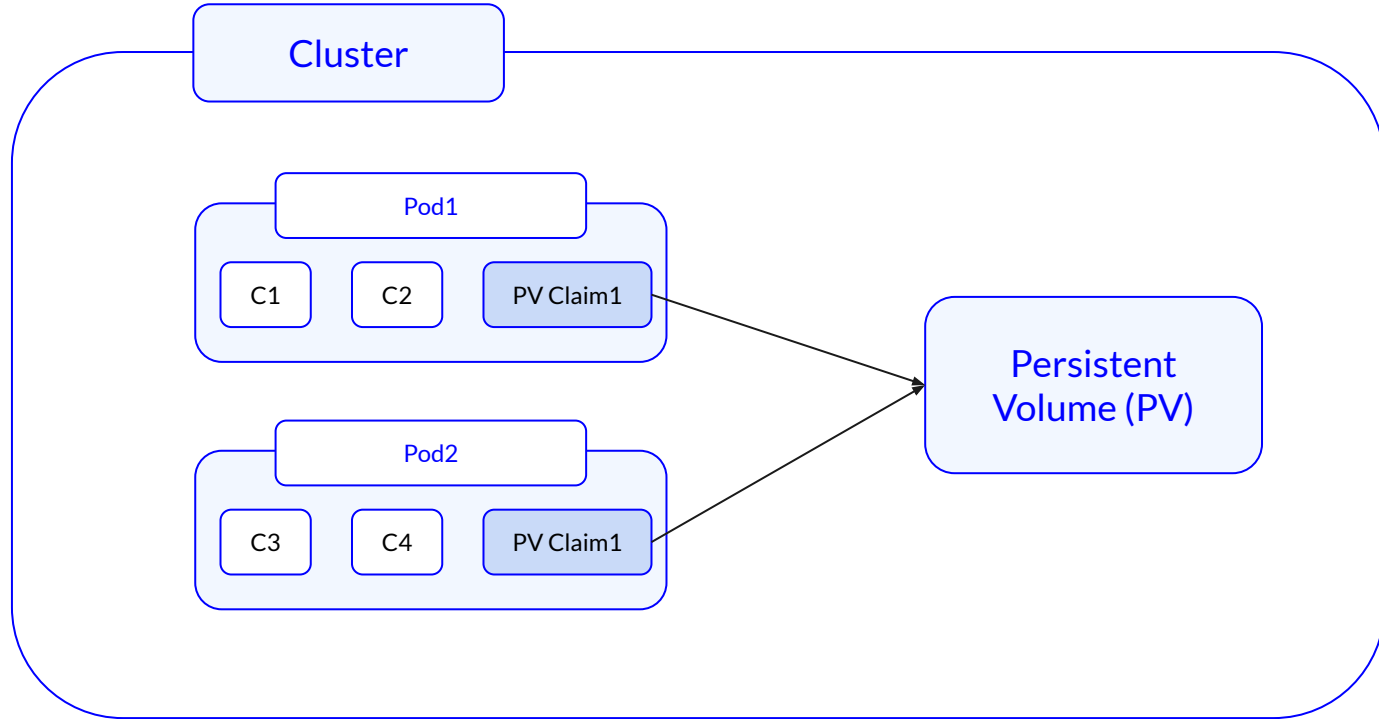 Cluster
Pod1
C1
C2
PV Claim1
Persistent
Volume (PV)
Pod2
C3
C4
PV Claim1